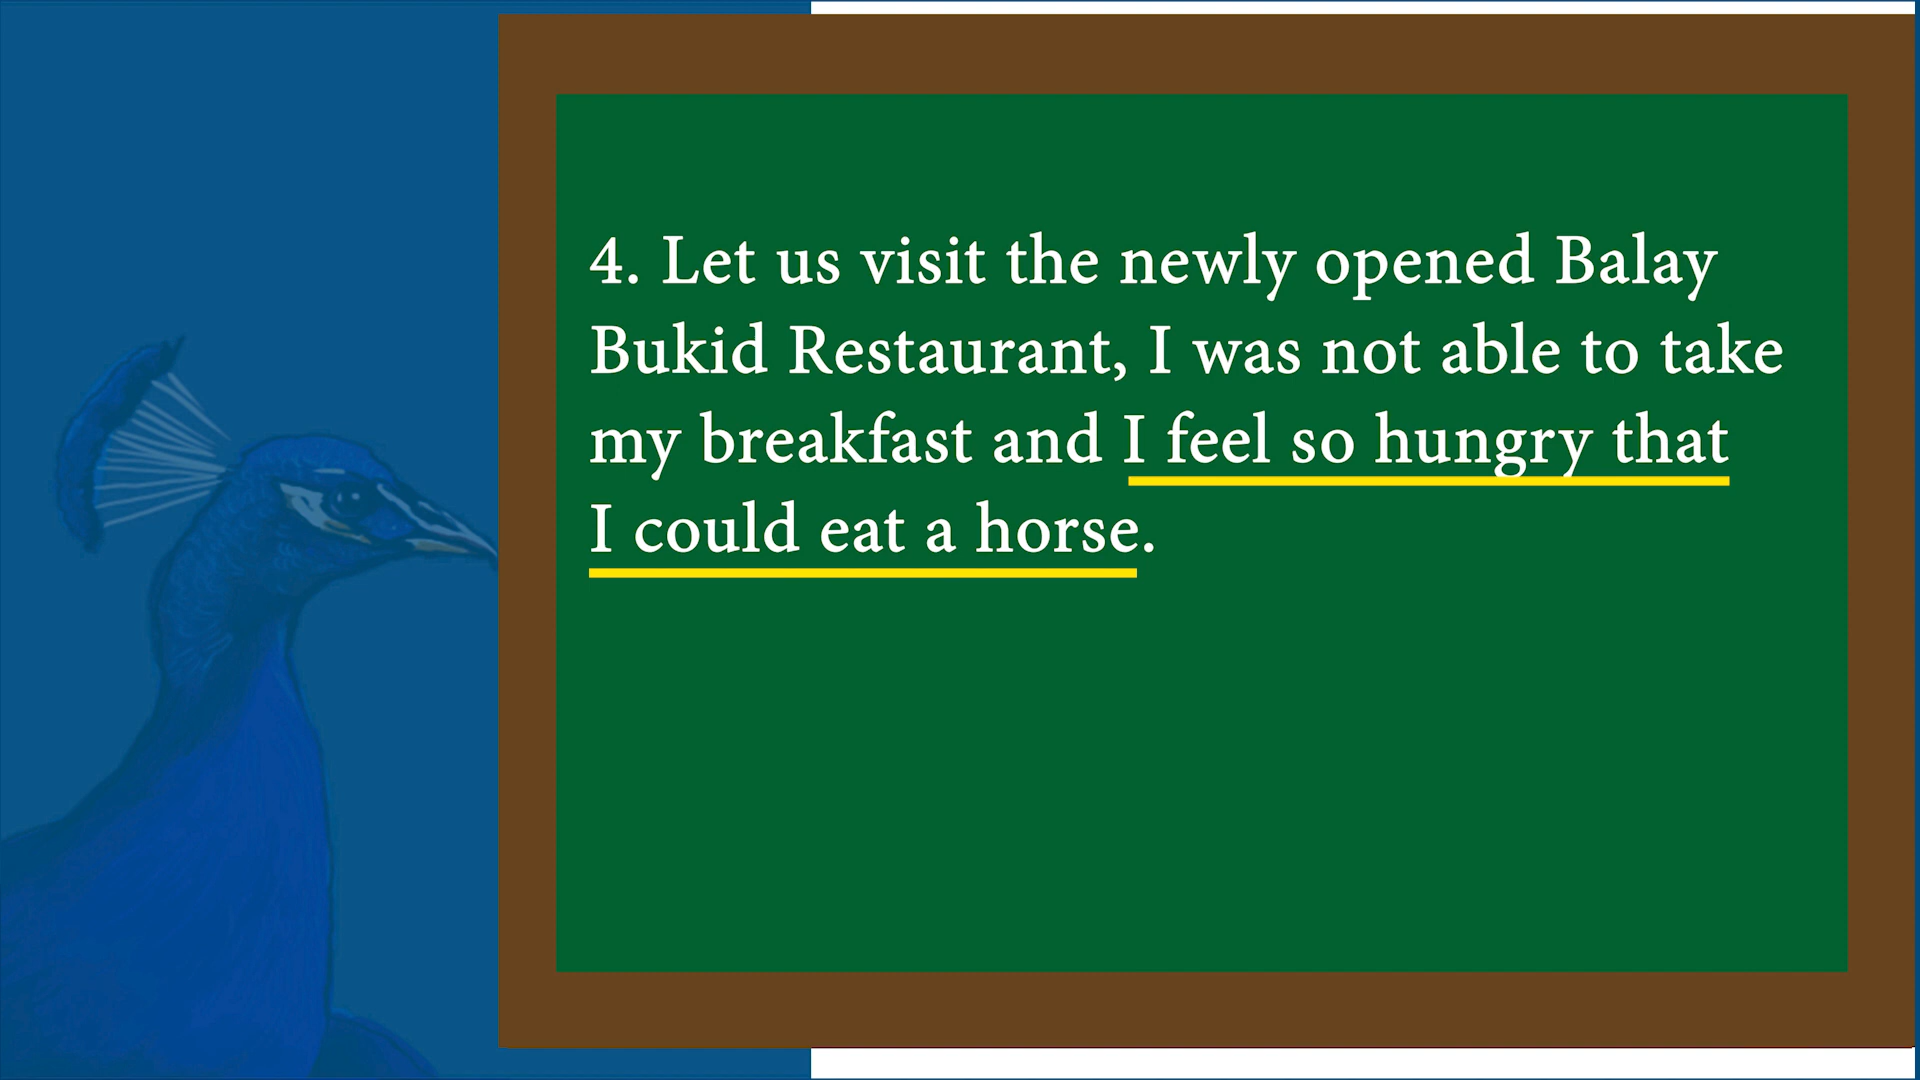 4. Let us visit the newly opened Balay
Bukid Restaurant, I was not able to take
my breakfast and I feel so hungry that
I could eat a horse.